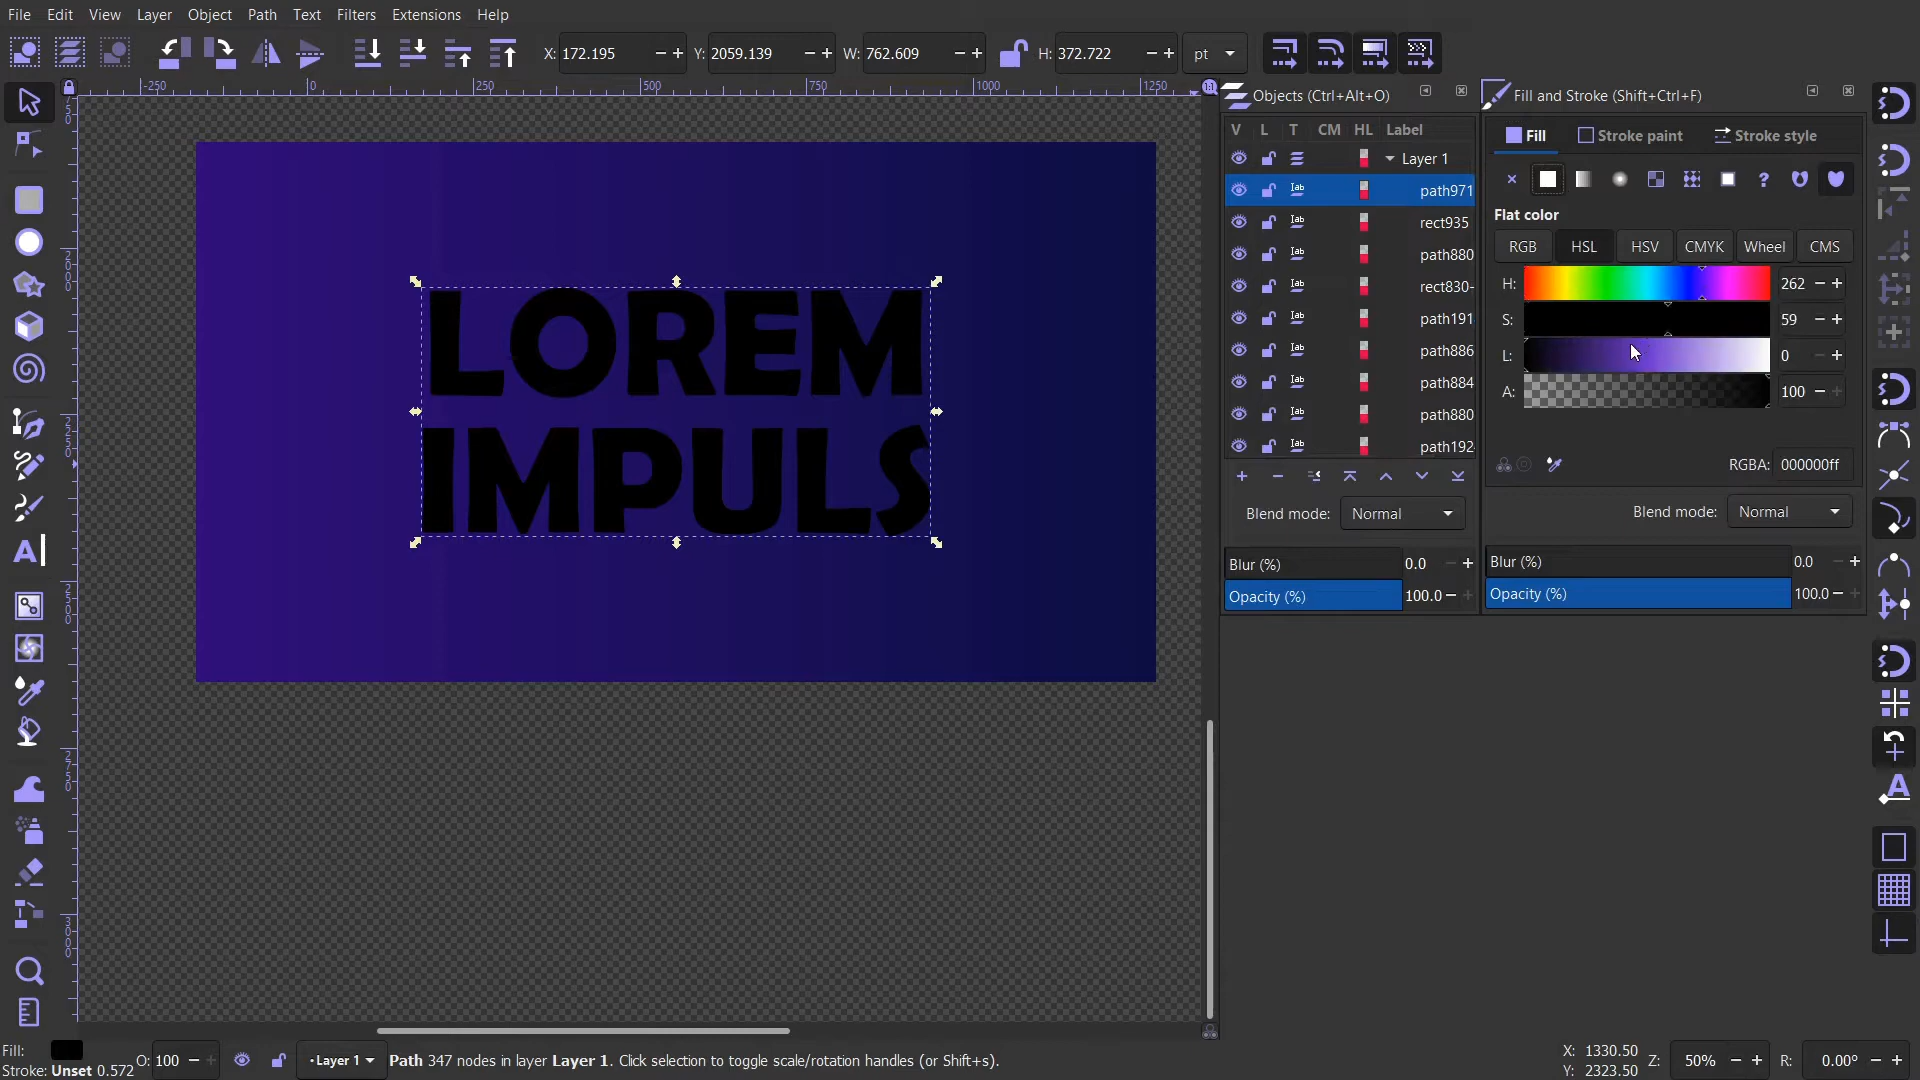 File Edit View Layer Object Path Text Filters Extensions Help
X: 172.195 Y: 2059.139 W: 762.609 H: 372.722 pt
-250 0 250 500 750 1000 1250
Objects (Ctrl+Alt+O)
Fill and Stroke (Shift+Ctrl+F)
V L T CM HL Label
Layer 1
path971
rect935
path880
rect830-
path191
path886
path884
path880
path192
Blend mode: Normal
Blur (%) 0.0
Opacity (%) 100.0
Fill Stroke paint Stroke style
Flat color
RGB HSL HSV CMYK Wheel CMS
H: 262
S: 59
L: 0
A: 100
RGBA: 000000ff
Blend mode: Normal
Blur (%) 0.0
Opacity (%) 100.0
LOREM
IMPULS
Fill:
Stroke: Unset 0.572
O: 100
Layer 1
Path 347 nodes in layer Layer 1. Click selection to toggle scale/rotation handles (or Shift+s).
X: 1330.50
Y: 2323.50
Z: 50%
R: 0.00°